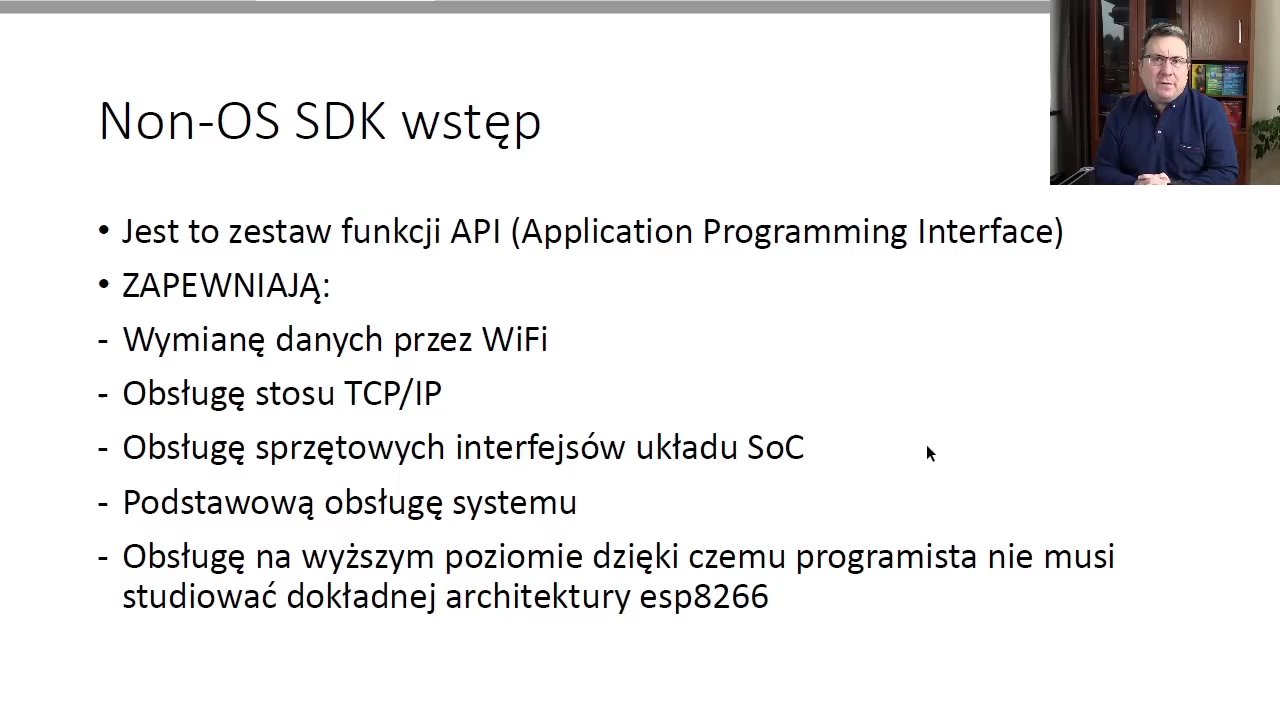 Non-OS SDK wstęp
• Jest to zestaw funkcji API (Application Programming Interface)
• ZAPEWNIAJĄ:
- Wymianę danych przez WiFi
- Obsługę stosu TCP/IP
- Obsługę sprzętowych interfejsów układu SoC
- Podstawową obsługę systemu
- Obsługę na wyższym poziomie dzięki czemu programista nie musi
studiować dokładnej architektury esp8266